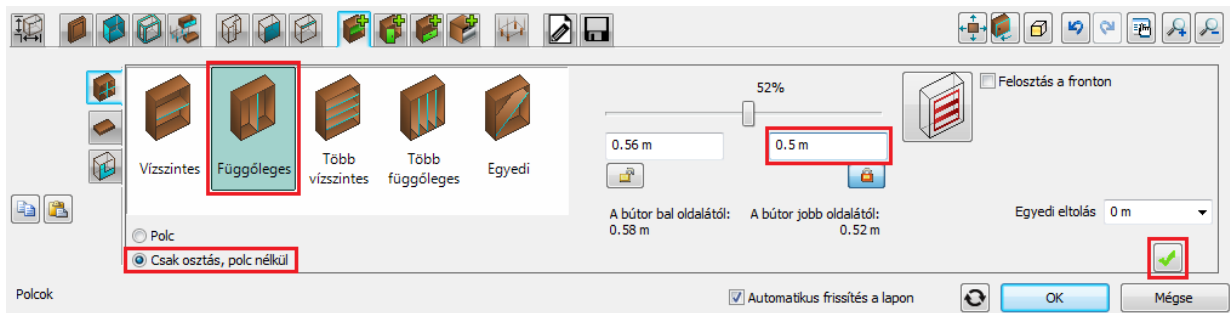 52%
Felosztás a fronton
0.56 m
0.5 m
Vízszintes
Függőleges
Több
vízszintes
Több
függőleges
Egyedi
A bútor bal oldalától:
0.58 m
A bútor jobb oldalától:
0.52 m
Egyedi eltolás
0 m
Polc
Csak osztás, polc nélkül
Polcok
Automatikus frissítés a lapon
OK
Mégse